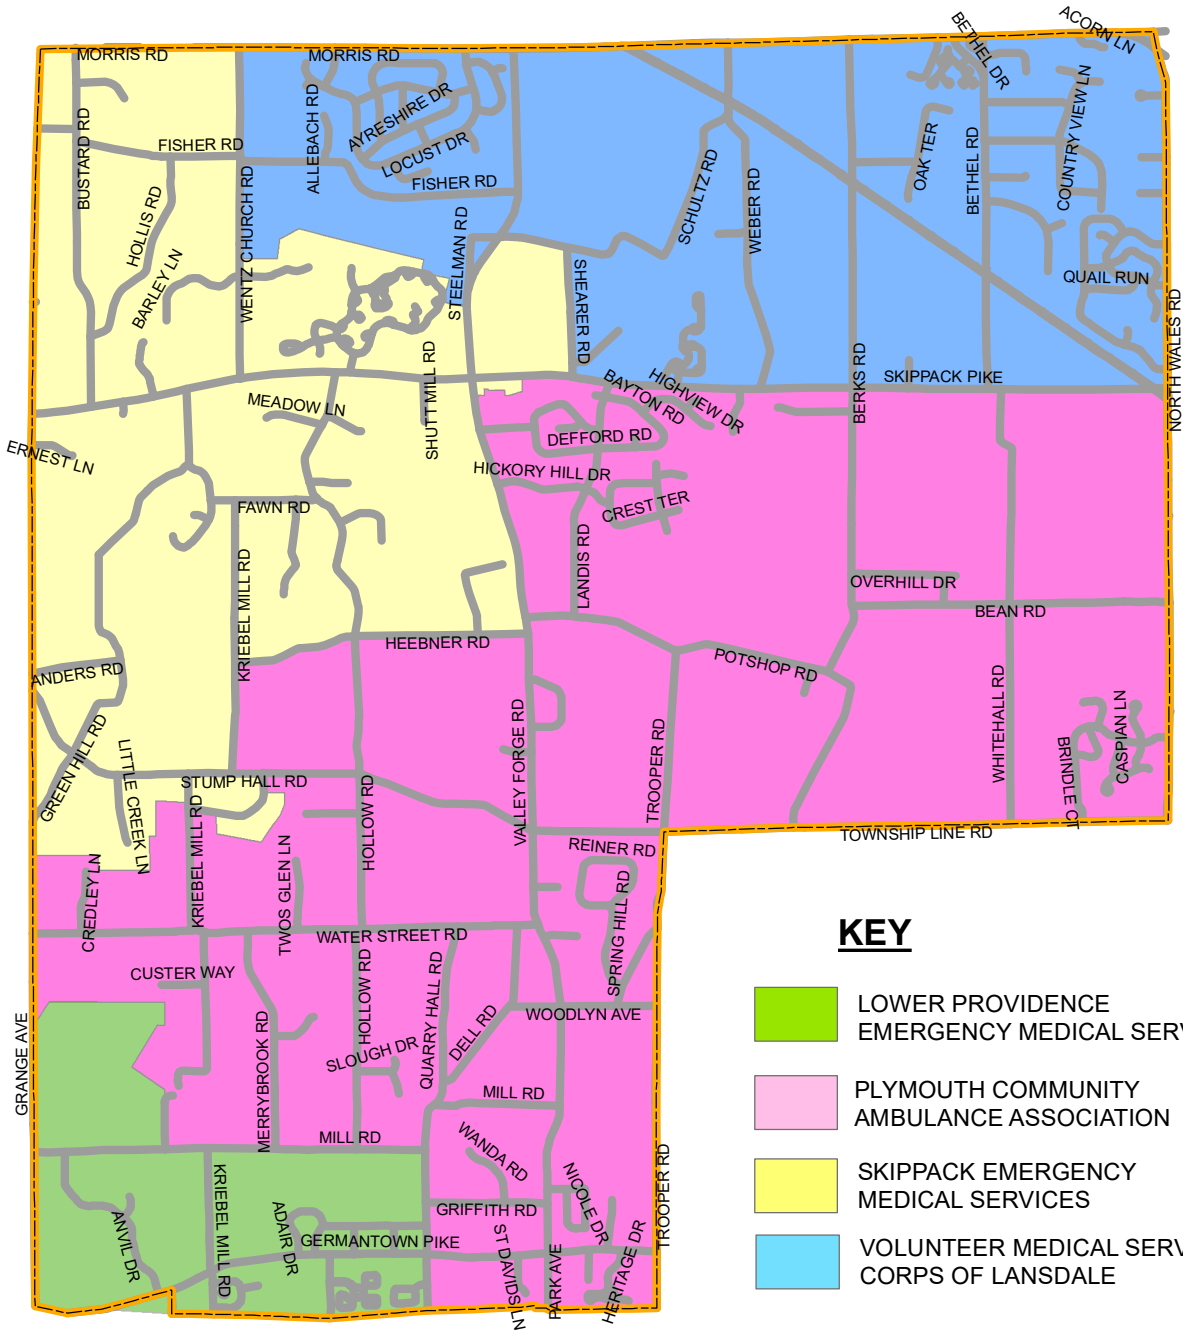 ACORN LN
BETHEL DR
MORRIS RD
MORRIS RD
AYRESHIRE DR
ALLEBACH RD
COUNTRY VIEW LN
BUSTARD RD
FISHER RD
LOCUST DR
OAK TER
BETHEL RD
FISHER RD
SCHULTZ RD
WEBER RD
WENTZ CHURCH RD
HOLLIS RD
BARLEY LN
STEELMAN RD
SHEARER RD
QUAIL RUN
NORTH WALES RD
SHUTT MILL RD
BERKS RD
SKIPPACK PIKE
BAYTON RD
HIGHVIEW DR
MEADOW LN
DEFFORD RD
ERNEST LN
HICKORY HILL DR
CREST TER
FAWN RD
LANDIS RD
KRIEBEL MILL RD
OVERHILL DR
BEAN RD
HEEBNER RD
ANDERS RD
POTSHOP RD
WHITEHALL RD
CASPIAN LN
BRINDLE CT
GREEN HILL RD
LITTLE CREEK LN
STUMP HALL RD
VALLEY FORGE RD
TROOPER RD
HOLLOW RD
KRIEBEL MILL RD
TOWNSHIP LINE RD
REINER RD
CREDLEY LN
TWOS GLEN LN
SPRING HILL RD
WATER STREET RD
KEY
CUSTER WAY
HOLLOW RD
QUARRY HALL RD
LOWER PROVIDENCE
EMERGENCY MEDICAL SERV
DELL RD
WOODLYN AVE
GRANGE AVE
MERRYBROOK RD
SLOUGH DR
MILL RD
PLYMOUTH COMMUNITY
AMBULANCE ASSOCIATION
MILL RD
WANDA RD
NICOLE DR
TROOPER RD
SKIPPACK EMERGENCY
MEDICAL SERVICES
KRIEBEL MILL RD
ANVIL DR
ADAIR DR
GRIFFITH RD
GERMANTOWN PIKE
ST DAVIDS LN
PARK AVE
HERITAGE DR
VOLUNTEER MEDICAL SERV
CORPS OF LANSDALE